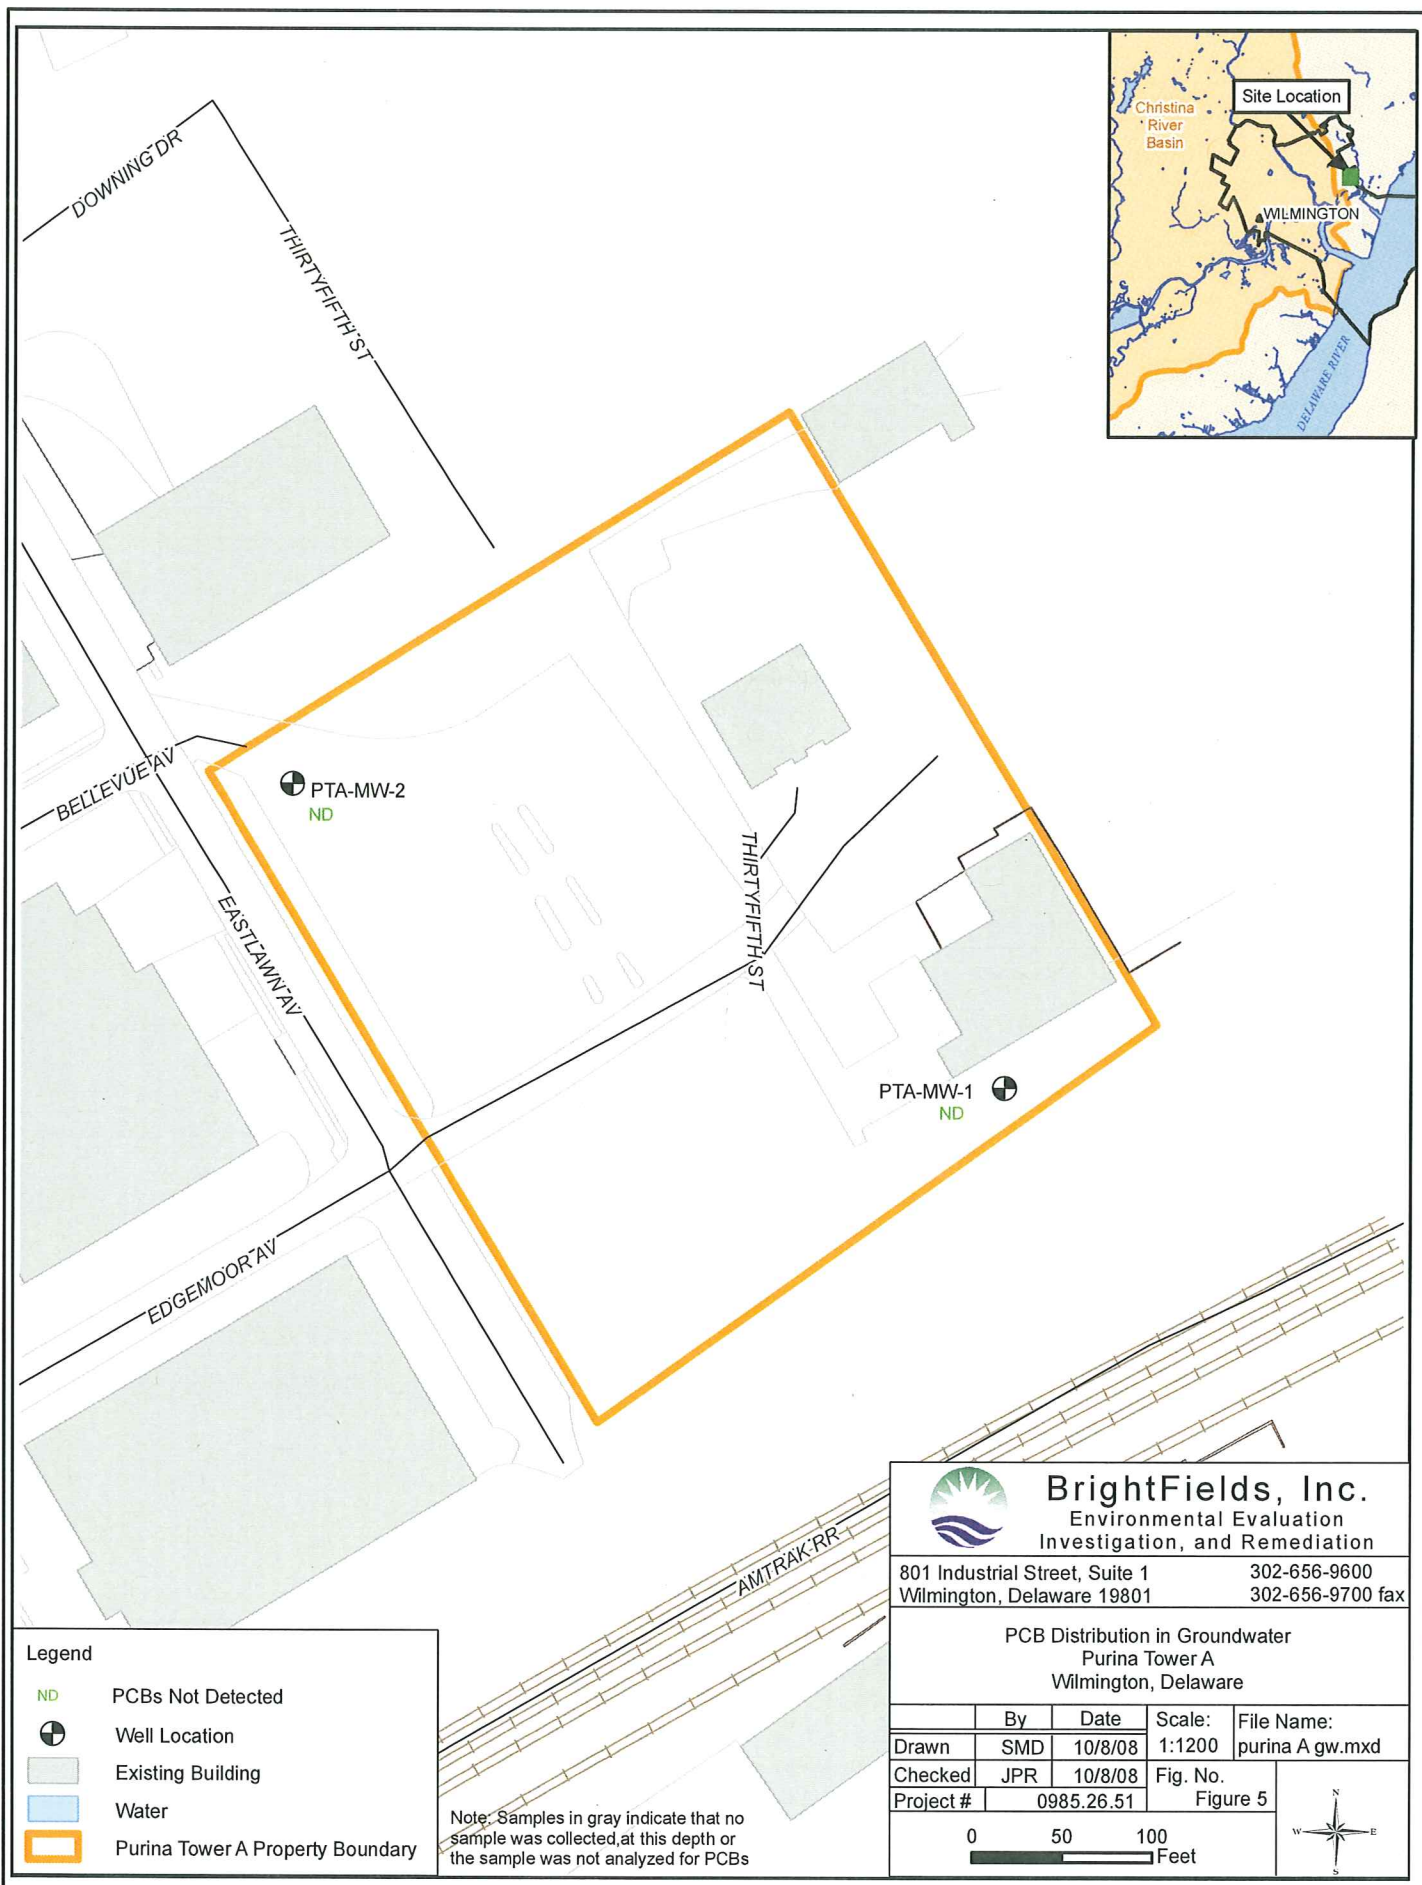 Site Location
Christina
River
Basin
WILMINGTON
DELAWARE RIVER
DOWNING DR
THIRTYFIFTH ST
BELLEVUE AV
PTA-MW-2
ND
EASTLAWN AV
THIRTYFIFTH ST
PTA-MW-1
ND
EDGEMOOR AV
AMTRAK RR
BrightFields, Inc.
Environmental Evaluation
Investigation, and Remediation
801 Industrial Street, Suite 1 302-656-9600
Wilmington, Delaware 19801 302-656-9700 fax
PCB Distribution in Groundwater
Purina Tower A
Wilmington, Delaware
By Date Scale: File Name:
Drawn SMD 10/8/08 1:1200 purina A gw.mxd
Checked JPR 10/8/08 Fig. No.
Project # 0985.26.51 Figure 5
0 50 100
Feet
N
W E
S
Legend
ND PCBs Not Detected
Well Location
Existing Building
Water
Purina Tower A Property Boundary
Note: Samples in gray indicate that no
sample was collected,at this depth or
the sample was not analyzed for PCBs